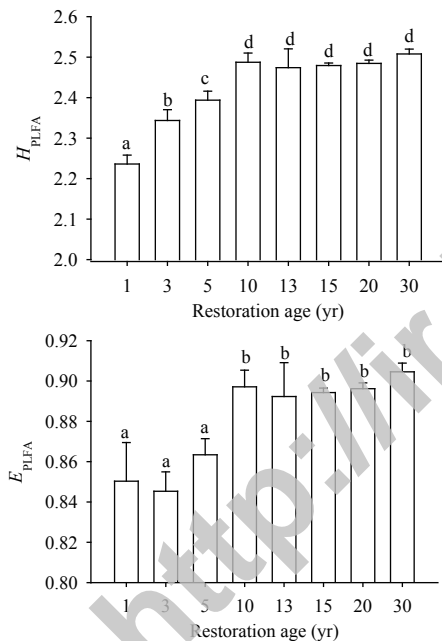 2.6
2.5
2.4
2.3
2.2
2.1
2.0
H_PLFA
a
b
c
d
d
d
d
d
1 3 5 10 13 15 20 30
Restoration age (yr)
0.92
0.90
0.88
0.86
0.84
0.82
0.80
E_PLFA
a
a
a
b
b
b
b
b
1 3 5 10 13 15 20 30
Restoration age (yr)
http://ir